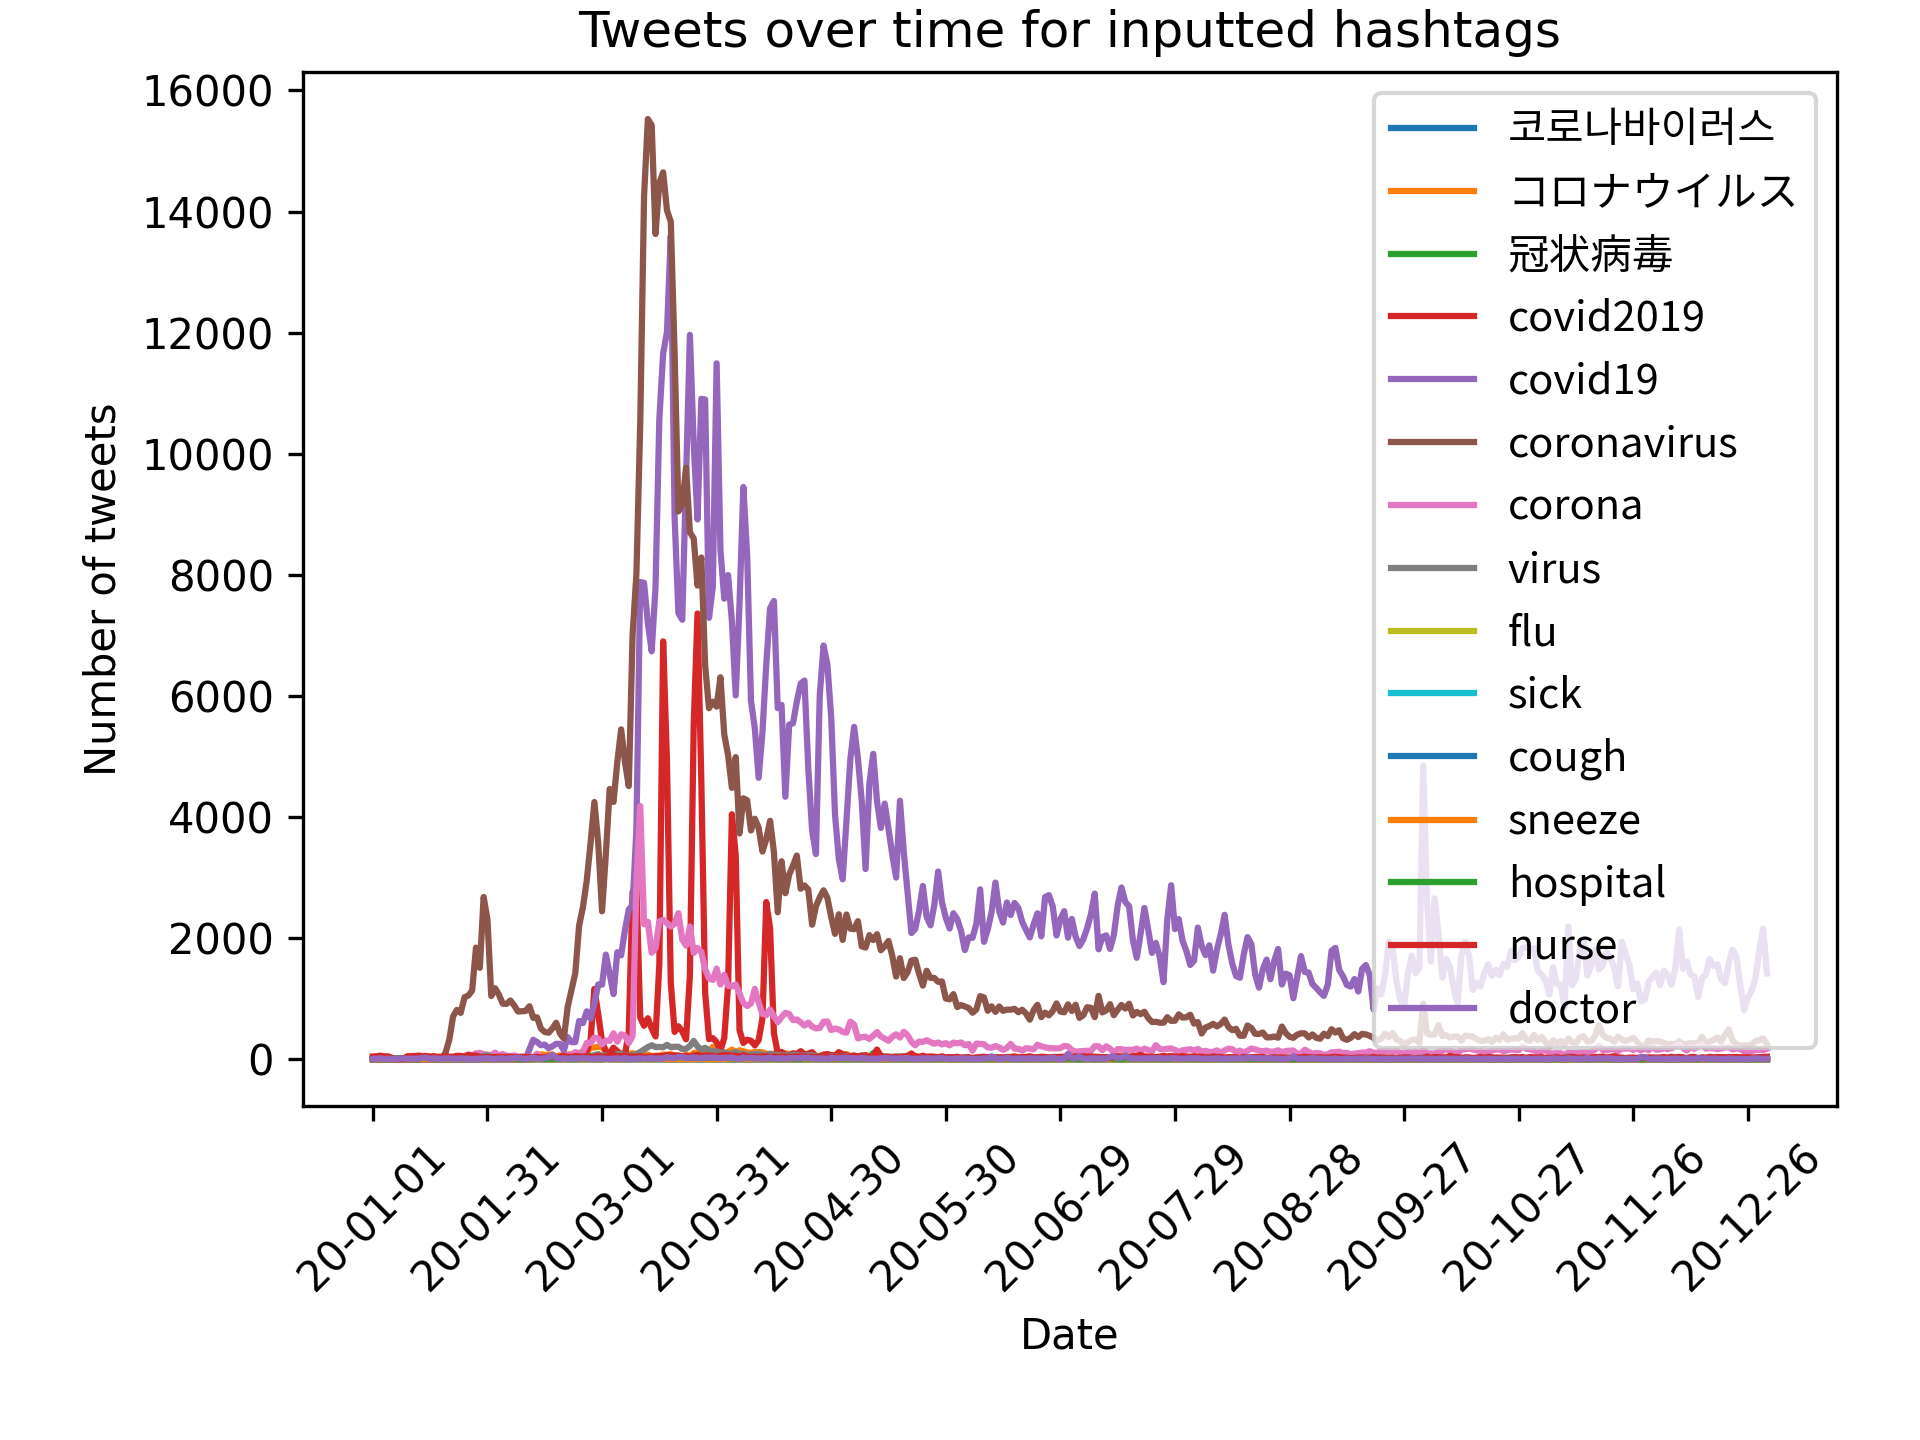 Tweets over time for inputted hashtags
Number of tweets
16000
14000
12000
10000
8000
6000
4000
2000
0
코로나바이러스
コロナウイルス
冠状病毒
covid2019
covid19
coronavirus
corona
virus
flu
sick
cough
sneeze
hospital
nurse
doctor
20-01-01
20-01-31
20-03-01
20-03-31
20-04-30
20-05-30
20-06-29
20-07-29
20-08-28
20-09-27
20-10-27
20-11-26
20-12-26
Date